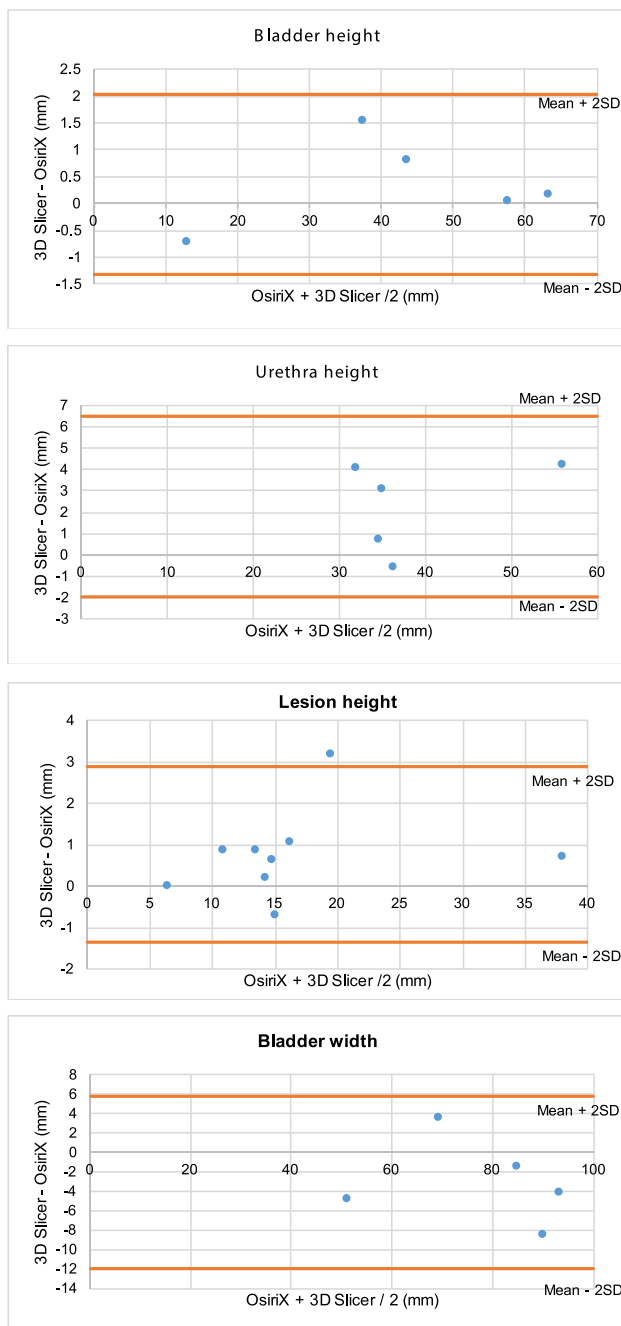 Bladder height
2.5
2
Mean + 2SD
1.5
1
0.5
0
0 10 20 30 40 50 60 70
-0.5
-1
-1.5
Mean - 2SD
3D Slicer - OsiriX (mm)
OsiriX + 3D Slicer /2 (mm)
Urethra height
Mean + 2SD
7
6
5
4
3
2
1
0
0 10 20 30 40 50 60
-1
-2
Mean - 2SD
-3
3D Slicer - OsiriX (mm)
OsiriX + 3D Slicer /2 (mm)
Lesion height
4
3
Mean + 2SD
2
1
0
0 5 10 15 20 25 30 35 40
-1
Mean - 2SD
-2
3D Slicer - OsiriX (mm)
OsiriX + 3D Slicer /2 (mm)
Bladder width
8
6
Mean + 2SD
4
2
0
0 20 40 60 80 100
-2
-4
-6
-8
-10
-12
-14
Mean - 2SD
3D Slicer - OsiriX (mm)
OsiriX + 3D Slicer / 2 (mm)